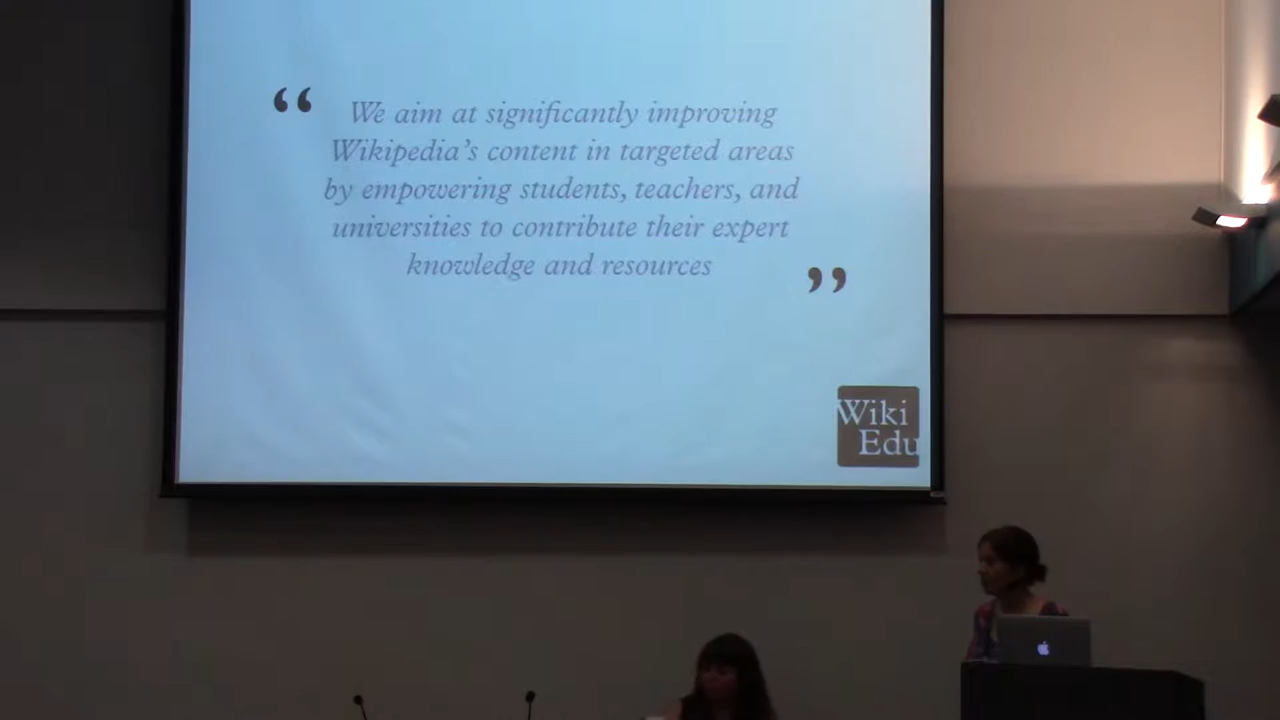 “ We aim at significantly improving
Wikipedia’s content in targeted areas
by empowering students, teachers, and
universities to contribute their expert
knowledge and resources ”
Wiki
Edu